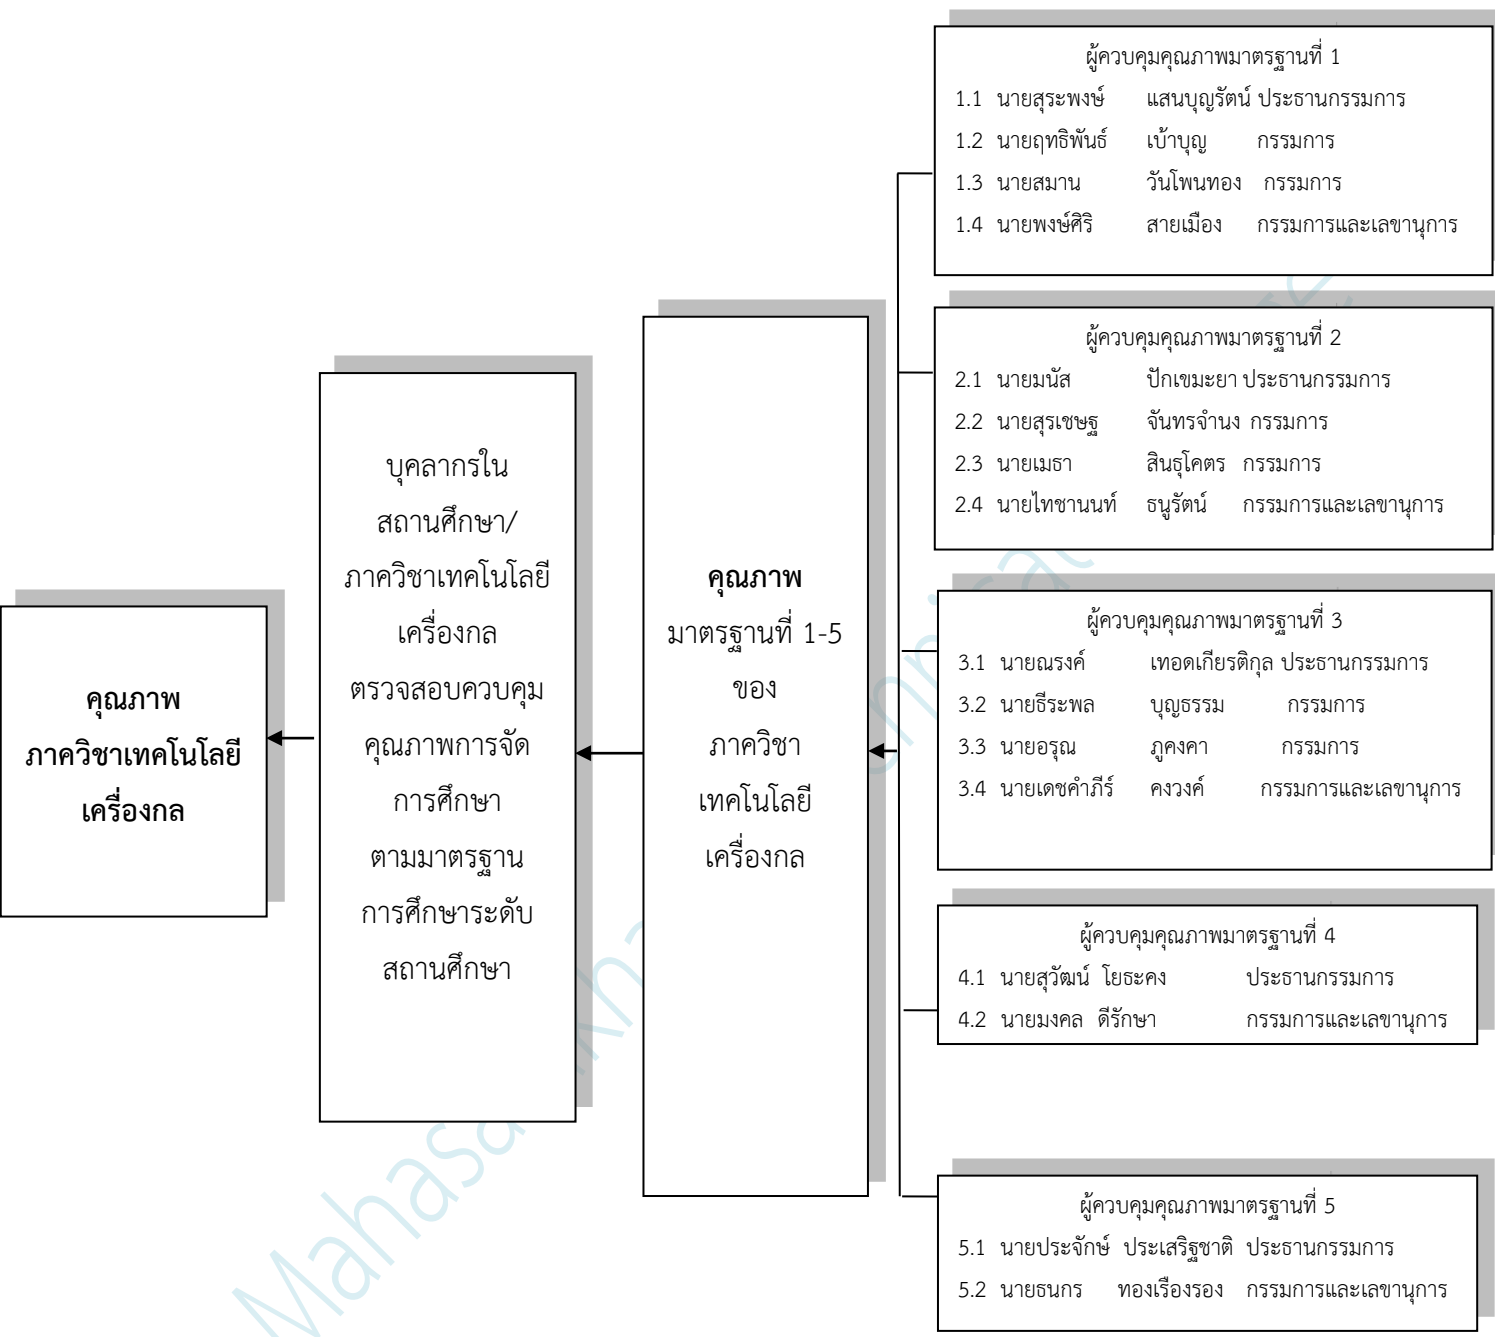 ผู้ควบคุมคุณภาพมาตรฐานที่ 1
1.1 นายสุระพงษ์ แสนบุญรัตน์ ประธานกรรมการ
1.2 นายฤทธิพันธ์ เบ้าบุญ กรรมการ
1.3 นายสมาน วันโพนทอง กรรมการ
1.4 นายพงษ์ศิริ สายเมือง กรรมการและเลขานุการ
ผู้ควบคุมคุณภาพมาตรฐานที่ 2
2.1 นายมนัส ปักเขมะยา ประธานกรรมการ
2.2 นายสุรเชษฐ จันทรจำนง กรรมการ
2.3 นายเมธา สินธุโคตร กรรมการ
2.4 นายไทชานนท์ ธนูรัตน์ กรรมการและเลขานุการ
ผู้ควบคุมคุณภาพมาตรฐานที่ 3
3.1 นายณรงค์ เทอดเกียรติกุล ประธานกรรมการ
3.2 นายธีระพล บุญธรรม กรรมการ
3.3 นายอรุณ ภูคงคา กรรมการ
3.4 นายเดชคำภีร์ คงวงค์ กรรมการและเลขานุการ
ผู้ควบคุมคุณภาพมาตรฐานที่ 4
4.1 นายสุวัฒน์ โยธะคง ประธานกรรมการ
4.2 นายมงคล ดีรักษา กรรมการและเลขานุการ
ผู้ควบคุมคุณภาพมาตรฐานที่ 5
5.1 นายประจักษ์ ประเสริฐชาติ ประธานกรรมการ
5.2 นายธนกร ทองเรืองรอง กรรมการและเลขานุการ
คุณภาพ
มาตรฐานที่ 1-5
ของ
ภาควิชา
เทคโนโลยี
เครื่องกล
บุคลากรใน
สถานศึกษา/
ภาควิชาเทคโนโลยี
เครื่องกล
ตรวจสอบควบคุม
คุณภาพการจัด
การศึกษา
ตามมาตรฐาน
การศึกษาระดับ
สถานศึกษา
คุณภาพ
ภาควิชาเทคโนโลยี
เครื่องกล